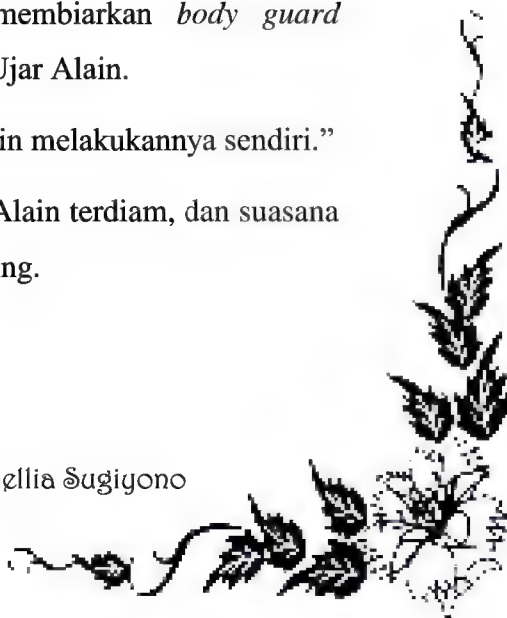 membiarkan body guard
Ujar Alain.
in melakukannya sendiri.”
Alain terdiam, dan suasana
ng.
ellia Sugiyono